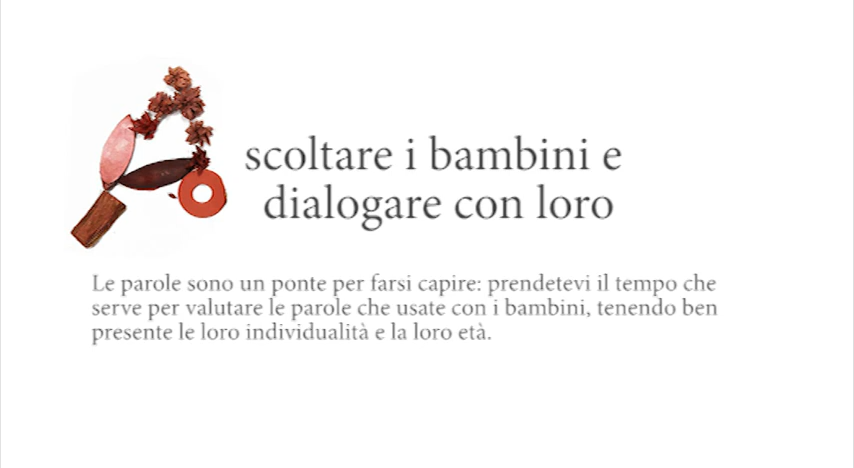 Ascoltare i bambini e
dialogare con loro
Le parole sono un ponte per farsi capire: prendetevi il tempo che
serve per valutare le parole che usate con i bambini, tenendo ben
presente le loro individualità e la loro età.